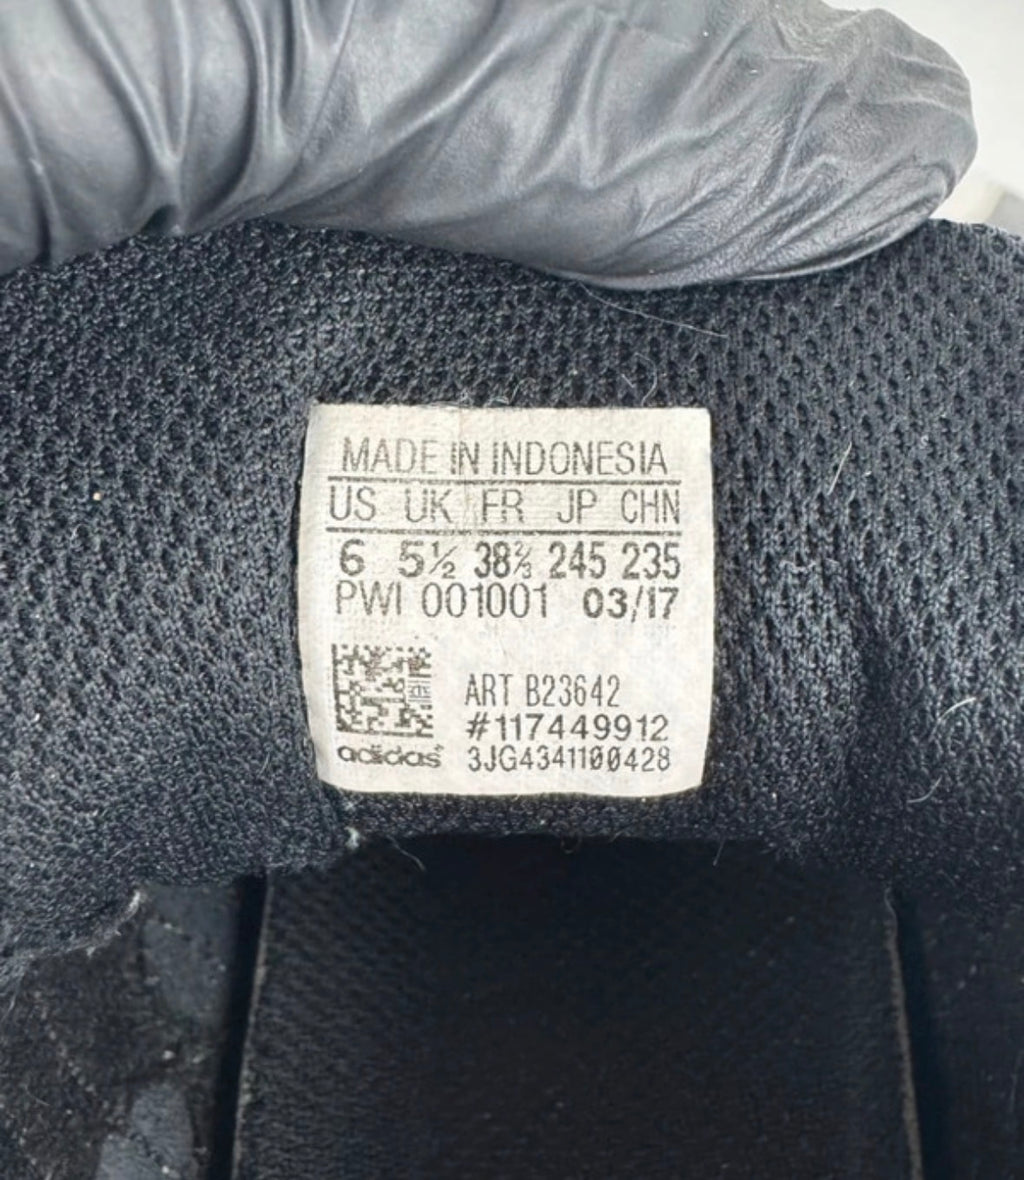 MADE IN INDONESIA
US UK FR JP CHN
6 5½ 38⅔ 245 235
PWI 001001 03/17
ART B23642
#117449912
adidas 3JG4341100428